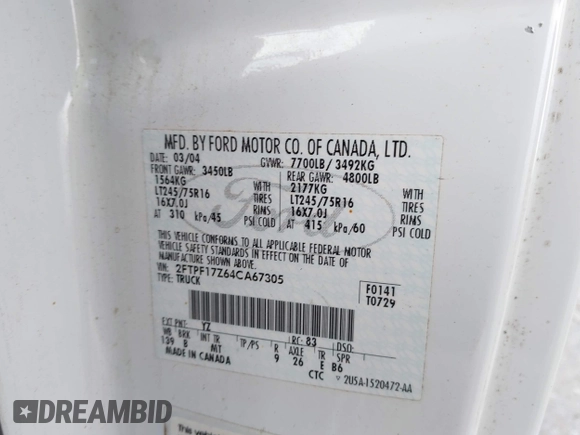 MFD. BY FORD MOTOR CO. OF CANADA, LTD.
DATE: 03/04 GVWR: 7700LB/ 3492KG
FRONT GAWR: 3450LB REAR GAWR: 4800LB
1564KG WITH 2177KG WITH
LT245/75R16 TIRES LT245/75R16 TIRES
16X7.0J RIMS 16X7.0J RIMS
AT 310 kPa/45 PSI COLD AT 415 kPa/60 PSI COLD
Ford
THIS VEHICLE CONFORMS TO ALL APPLICABLE FEDERAL MOTOR
VEHICLE SAFETY STANDARDS IN EFFECT ON THE DATE OF MANUFACTURE
SHOWN ABOVE.
VIN: 2FTPF17Z64CA67305
TYPE: TRUCK
F0141
T0729
EXT PNT: YZ RC: 83 DSO:
WB BRK INT TR TP/PS R AXLE TR SPR
139 B MT 9 26 E B6
MADE IN CANADA CTC 2U5A-1520472-AA
This vehicle
DREAMBID